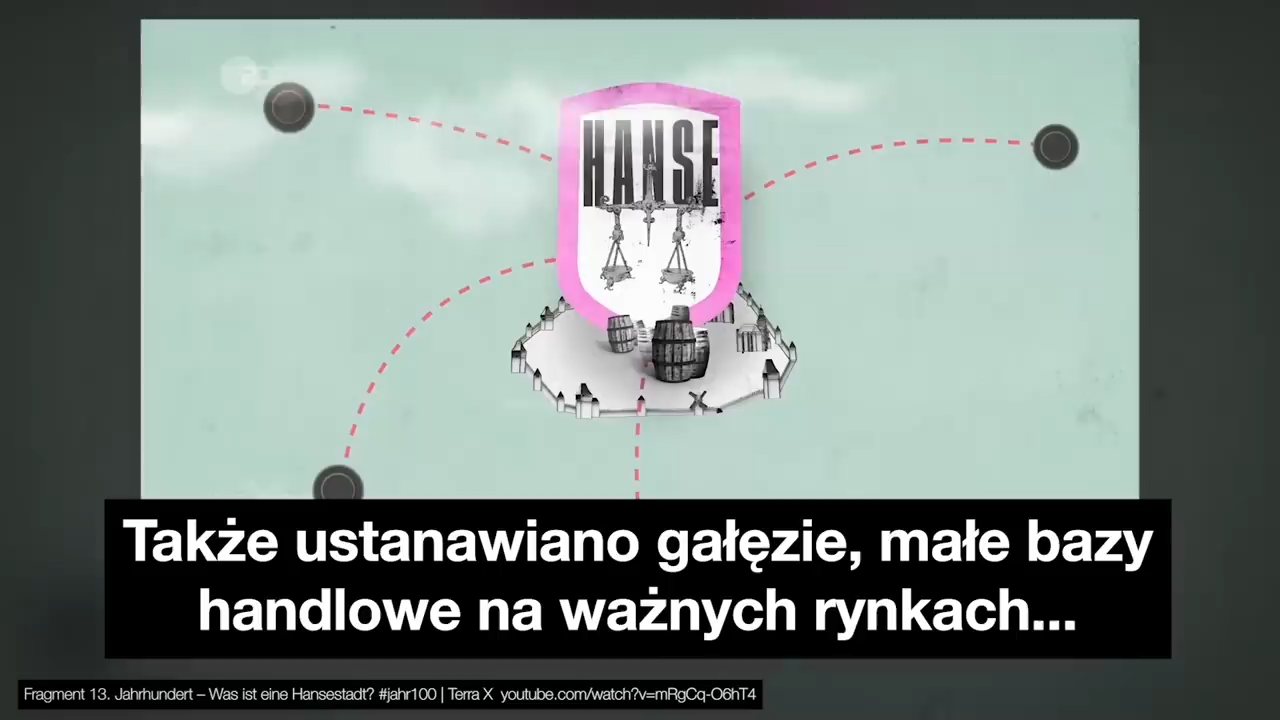 HANSE
Także ustanawiano gałęzie, małe bazy
handlowe na ważnych rynkach...
Fragment 13. Jahrhundert – Was ist eine Hansestadt? #jahr100 | Terra X youtube.com/watch?v=mRgCq-O6hT4